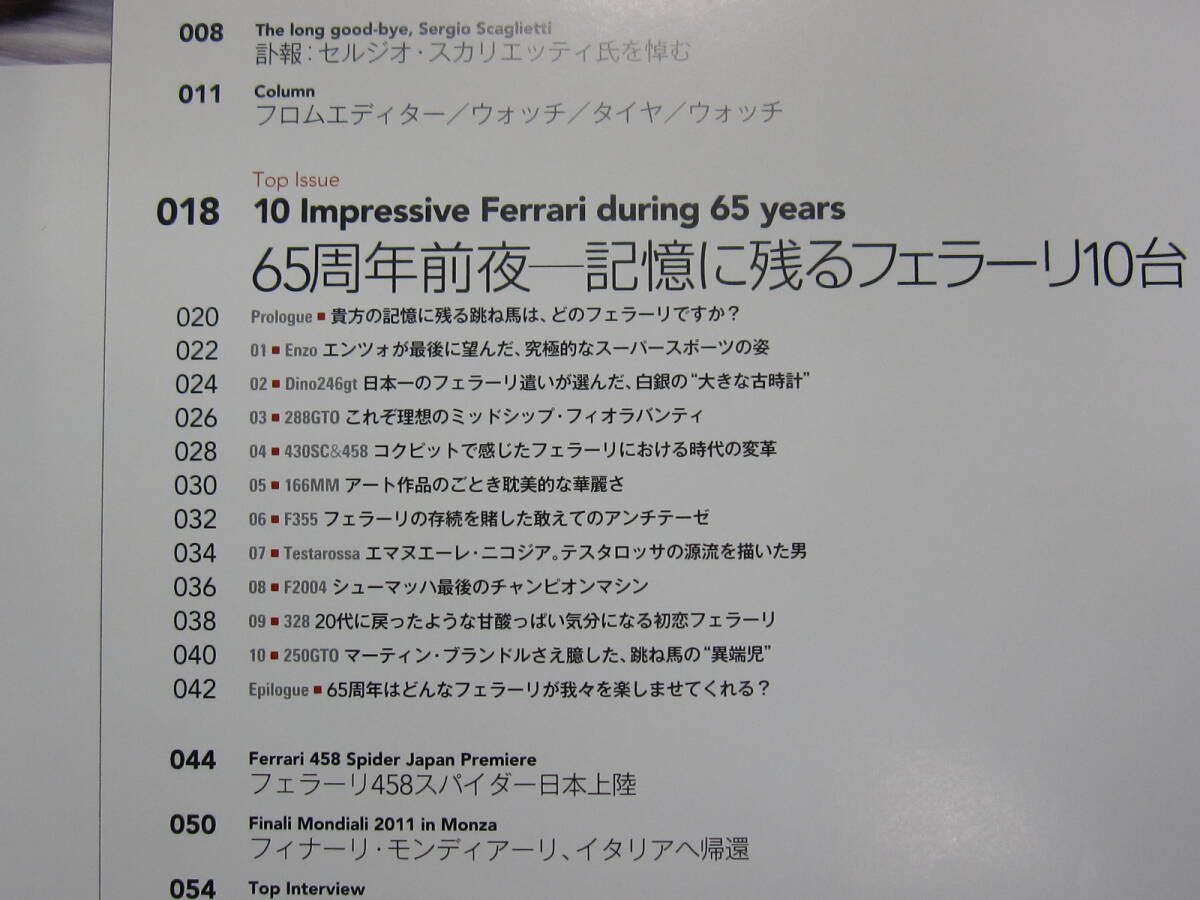 008 The long good-bye, Sergio Scaglietti
訃報：セルジオ・スカリエッティ氏を悼む
011 Column
フロムエディター／ウォッチ／タイヤ／ウォッチ
Top Issue
018 10 Impressive Ferrari during 65 years
65周年前夜―記憶に残るフェラーリ10台
020 Prologue ■ 貴方の記憶に残る跳ね馬は、どのフェラーリですか？
022 01 ■ Enzo エンツォが最後に望んだ、究極的なスーパースポーツの姿
024 02 ■ Dino246gt 日本一のフェラーリ遣いが選んだ、白銀の“大きな古時計”
026 03 ■ 288GTO これぞ理想のミッドシップ・フィオラバンティ
028 04 ■ 430SC&458 コクピットで感じたフェラーリにおける時代の変革
030 05 ■ 166MM アート作品のごとき耽美的な華麗さ
032 06 ■ F355 フェラーリの存続を賭した敢えてのアンチテーゼ
034 07 ■ Testarossa エマヌエーレ・ニコジア。テスタロッサの源流を描いた男
036 08 ■ F2004 シューマッハ最後のチャンピオンマシン
038 09 ■ 328 20代に戻ったような甘酸っぱい気分になる初恋フェラーリ
040 10 ■ 250GTO マーティン・ブランドルさえ臆した、跳ね馬の“異端児”
042 Epilogue ■ 65周年はどんなフェラーリが我々を楽しませてくれる？
044 Ferrari 458 Spider Japan Premiere
フェラーリ458スパイダー日本上陸
050 Finali Mondiali 2011 in Monza
フィナーリ・モンディアーリ、イタリアへ帰還
054 Top Interview